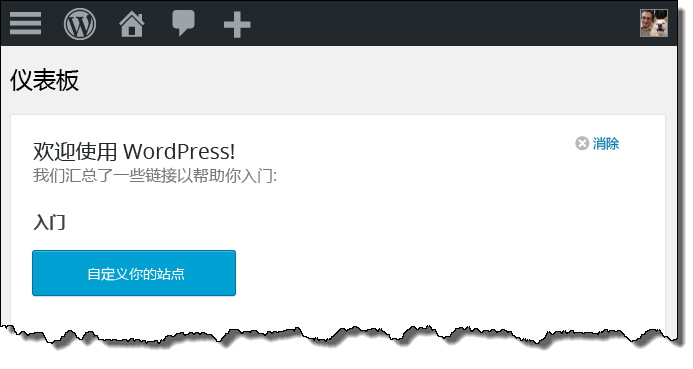 仪表板
欢迎使用 WordPress!
消除
我们汇总了一些链接以帮助你入门:
入门
自定义你的站点